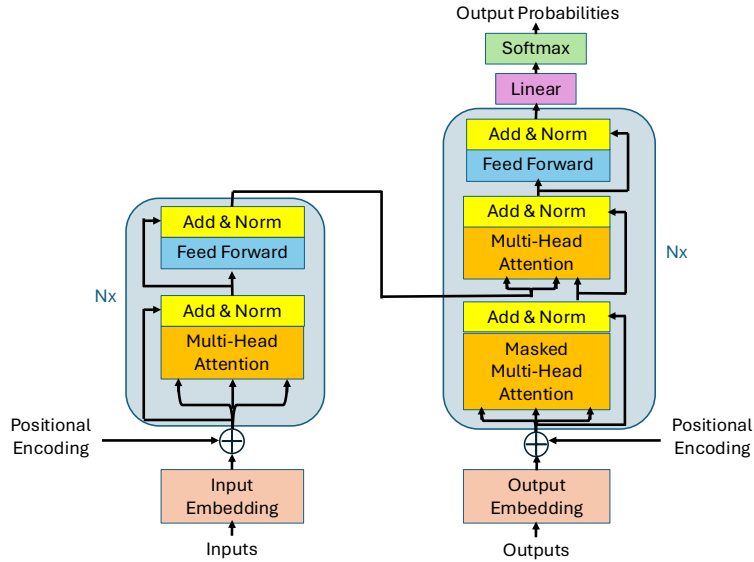 Output Probabilities
Softmax
Linear
Add & Norm
Feed Forward
Add & Norm
Multi-Head
Attention
Nx
Add & Norm
Masked
Multi-Head
Attention
Positional
Encoding
Output
Embedding
Outputs
Add & Norm
Feed Forward
Nx
Add & Norm
Multi-Head
Attention
Positional
Encoding
Input
Embedding
Inputs